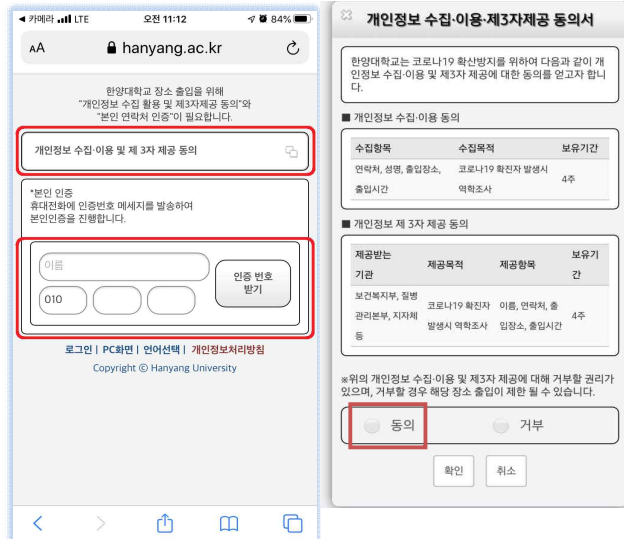 ◀ 카메라 LTE 오전 11:12 84%
AA hanyang.ac.kr
한양대학교 장소 출입을 위해
"개인정보 수집 활용 및 제3자제공 동의"와
"본인 연락처 인증"이 필요합니다.
개인정보 수집·이용 및 제 3자 제공 동의
*본인 인증
휴대전화에 인증번호 메세지를 발송하여
본인인증을 진행합니다.
이름
010
인증 번호
받기
로그인 | PC화면 | 언어선택 | 개인정보처리방침
Copyright © Hanyang University
개인정보 수집·이용·제3자제공 동의서
한양대학교는 코로나19 확산방지를 위하여 다음과 같이 개
인정보 수집·이용 및 제3자 제공에 대한 동의를 얻고자 합니
다.
■ 개인정보 수집·이용 동의
수집항목 수집목적 보유기간
연락처, 성명, 출입장소,
출입시간
코로나19 확진자 발생시
역학조사
4주
■ 개인정보 제 3자 제공 동의
제공받는
기관
제공목적 제공항목
보유기
간
보건복지부, 질병
관리본부, 지자체
등
코로나19 확진자
발생시 역학조사
이름, 연락처, 출
입장소, 출입시간
4주
※위의 개인정보 수집·이용 및 제3자 제공에 대해 거부할 권리가
있으며, 거부할 경우 해당 장소 출입이 제한 될 수 있습니다.
동의 거부
확인 취소